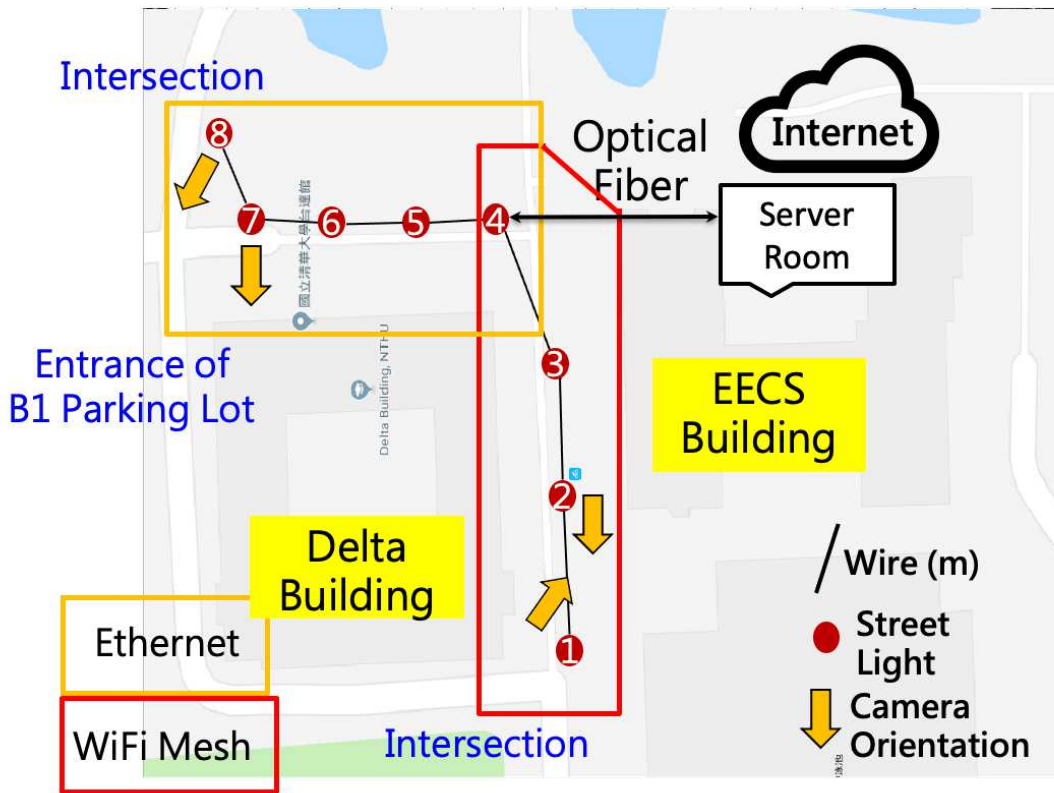 Intersection
Optical
Fiber
Internet
Server
Room
8
7
6
5
4
國立清華大學台達館
Entrance of
B1 Parking Lot
Delta Building, NTHU
3
EECS
Building
2
Delta
Building
1
Wire (m)
Street
Light
Camera
Orientation
Ethernet
WiFi Mesh
Intersection